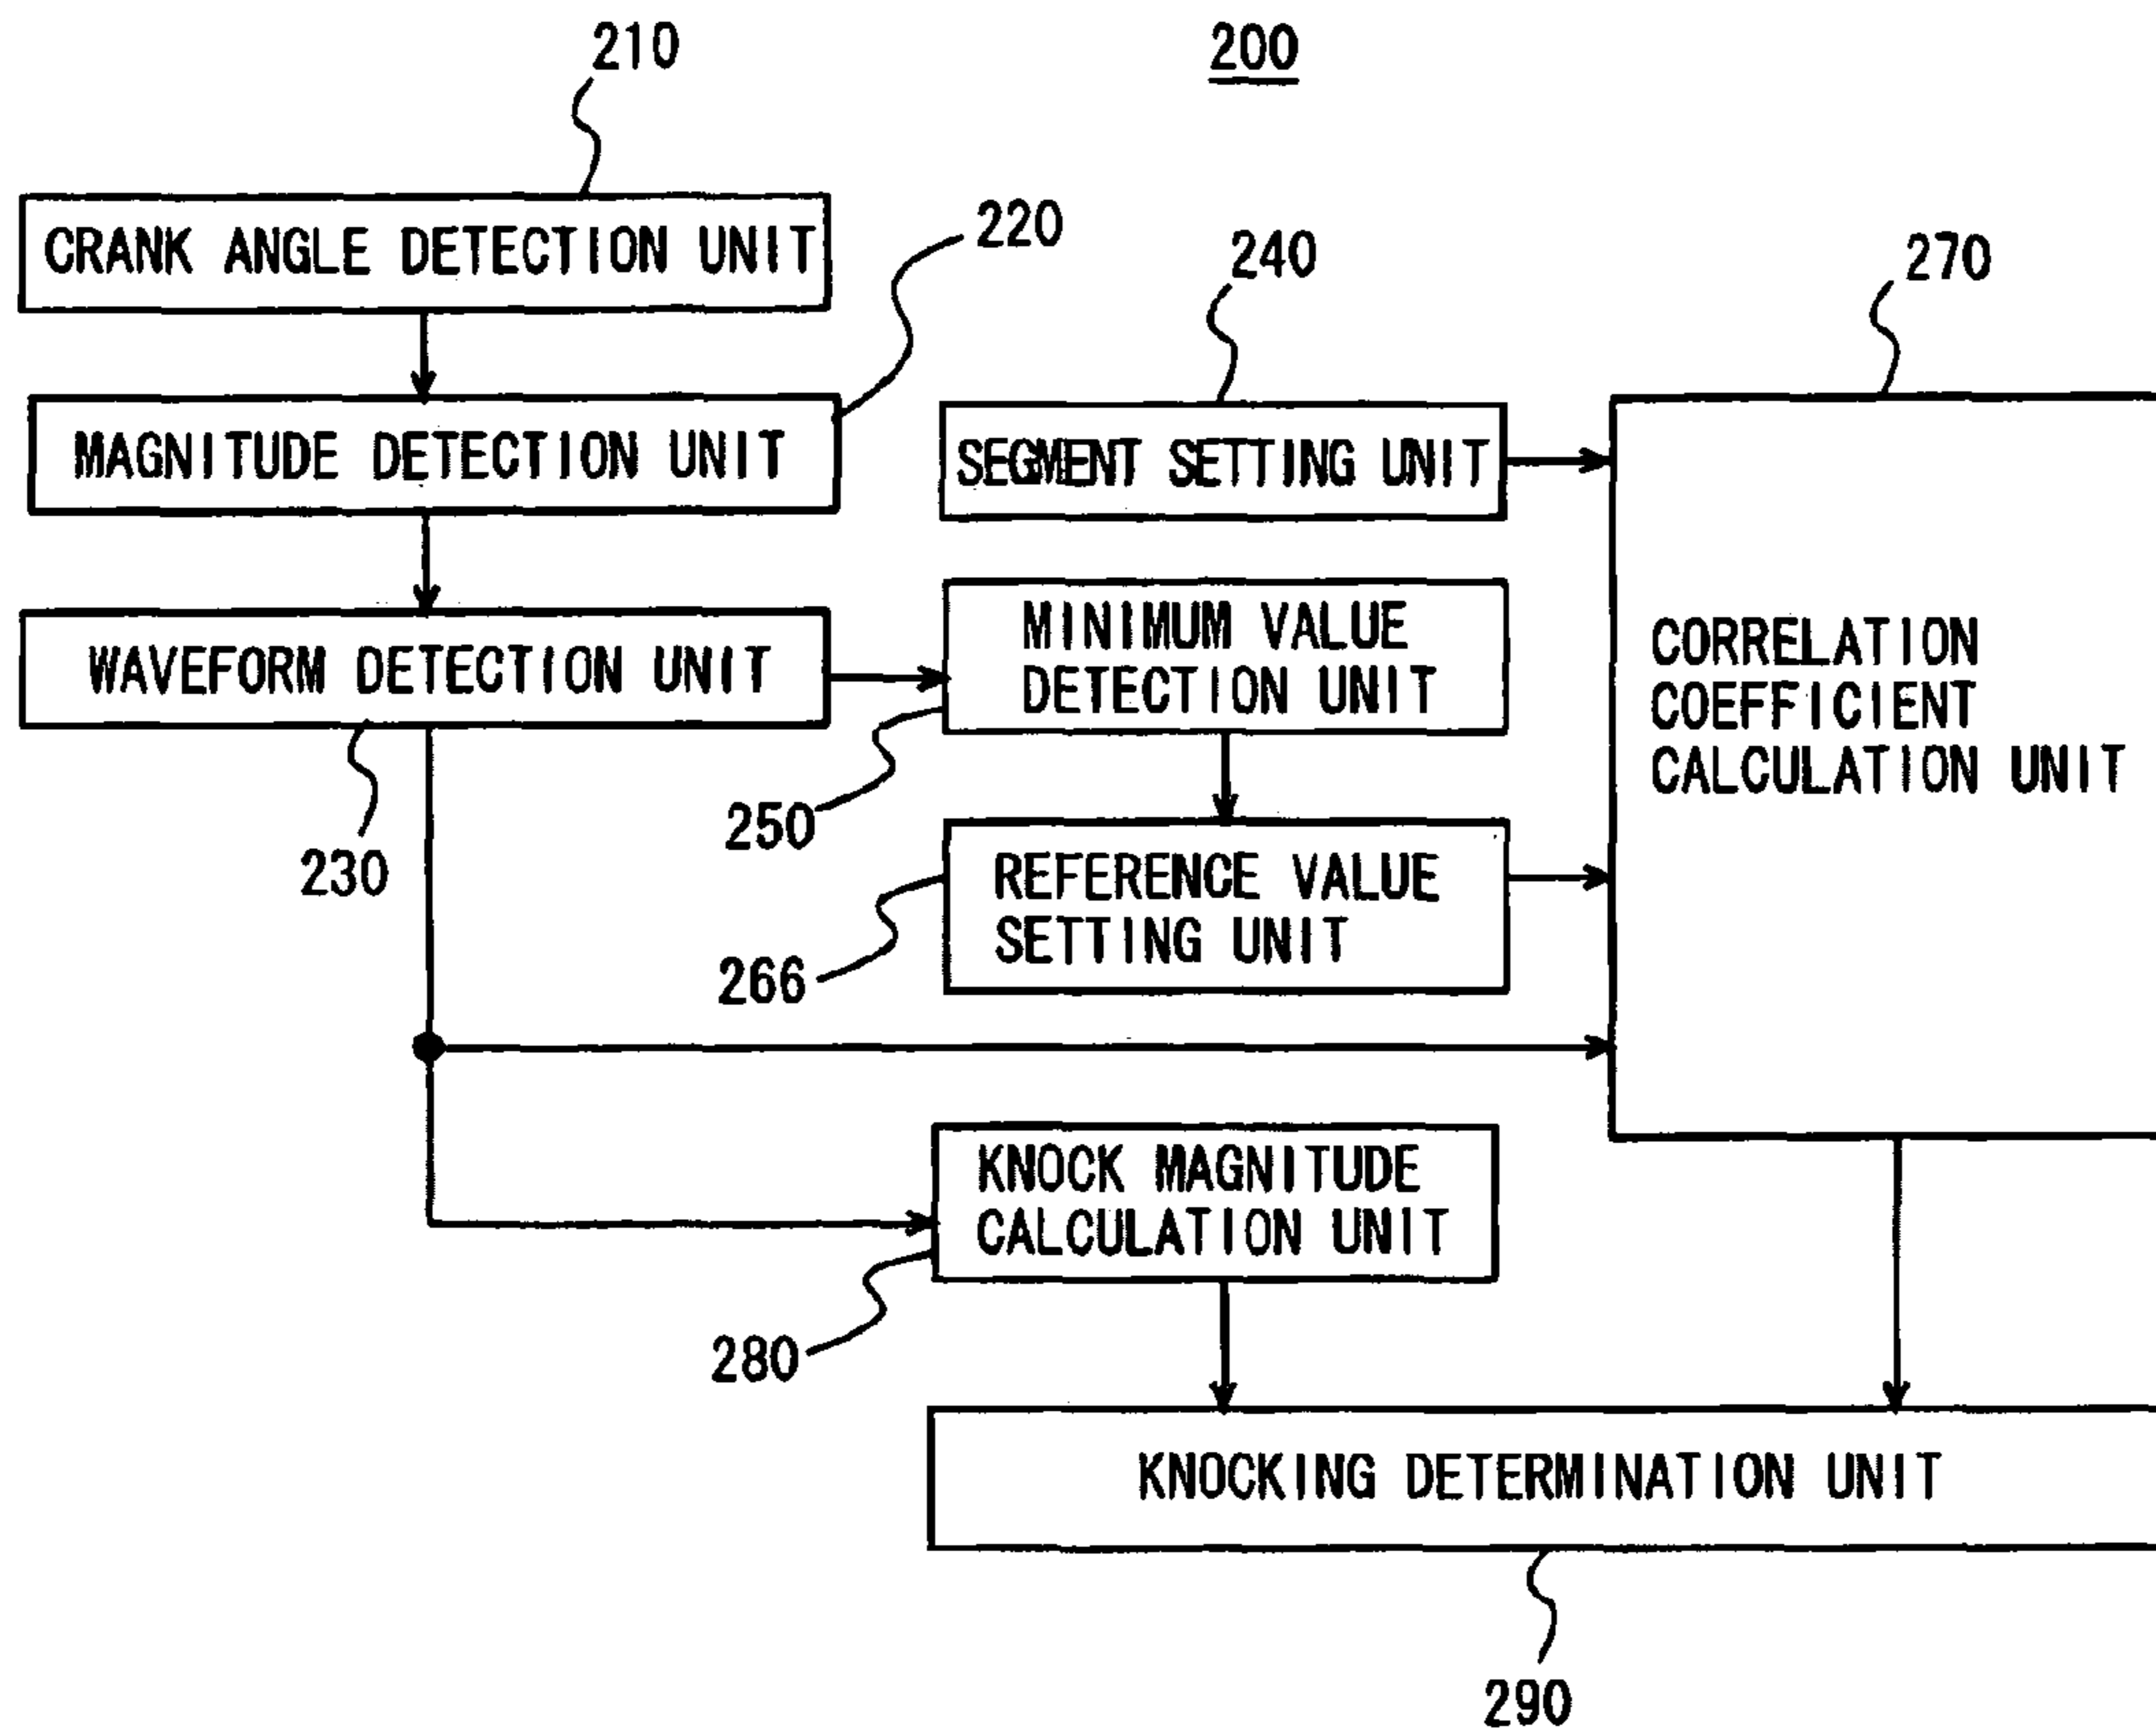 210
200
CRANK ANGLE DETECTION UNIT
220
240
270
MAGNITUDE DETECTION UNIT
SEGMENT SETTING UNIT
WAVEFORM DETECTION UNIT
MINIMUM VALUE
DETECTION UNIT
CORRELATION
COEFFICIENT
CALCULATION UNIT
250
230
REFERENCE VALUE
SETTING UNIT
266
KNOCK MAGNITUDE
CALCULATION UNIT
280
KNOCKING DETERMINATION UNIT
290